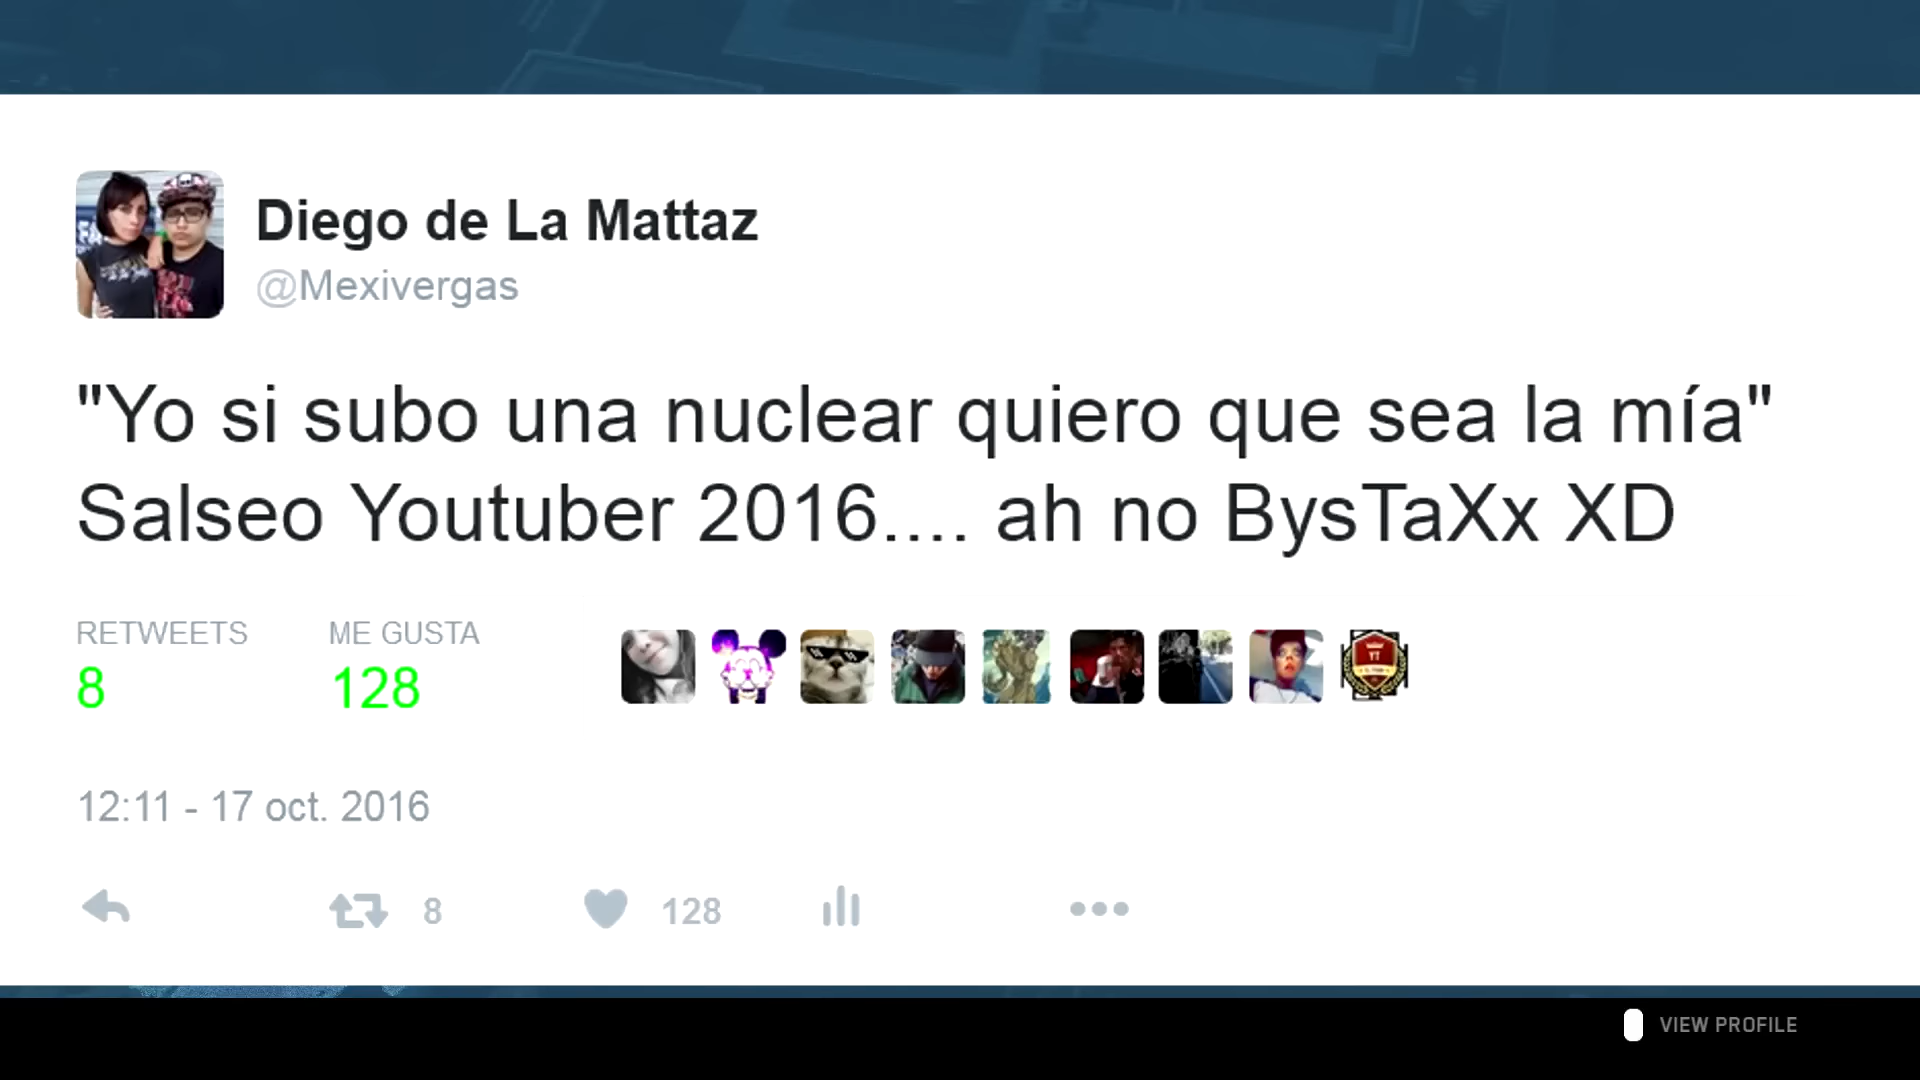 Diego de La Mattaz
@Mexivergas
"Yo si subo una nuclear quiero que sea la mía"
Salseo Youtuber 2016.... ah no BysTaXx XD
RETWEETS
ME GUSTA
8
128
12:11 - 17 oct. 2016
8
128
VIEW PROFILE